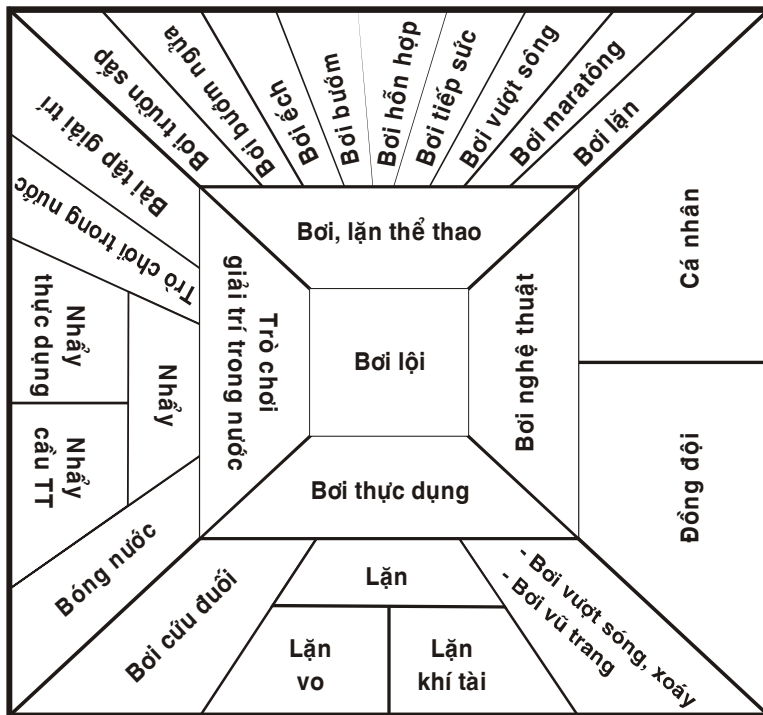 Bơi trườn sấp
Bơi bướm ngửa
Bơi ếch
Bơi bướm
Bơi hỗn hợp
Bơi tiếp sức
Bơi vượt sông
Bơi maratông
Bơi lặn
Bài tập giải trí
Trò chơi trong nước
Nhẩy
thực dụng
Nhẩy
cầu TT
Nhẩy
Bóng nước
Trò chơi
giải trí trong nước
Bơi, lặn thể thao
Bơi lội
Bơi nghệ thuật
Cá nhân
Đồng đội
Bơi thực dụng
Bơi cứu đuối
Lặn
Lặn
vo
Lặn
khí tài
- Bơi vượt sóng, xoáy
- Bơi vũ trang